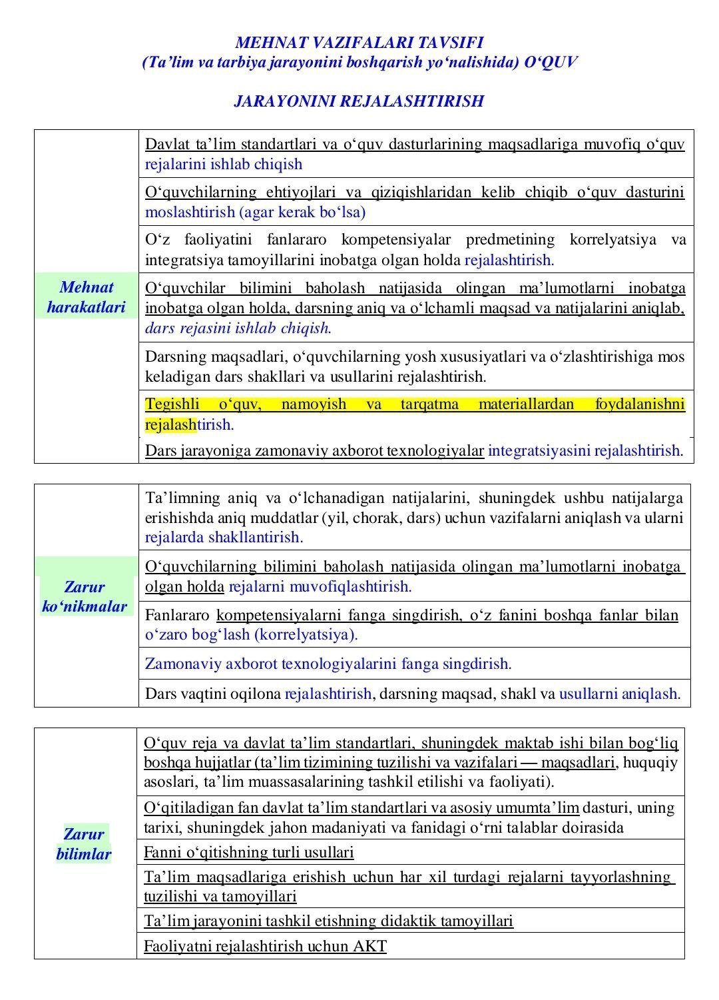 MEHNAT VAZIFALARI TAVSIFI
(Ta’lim va tarbiya jarayonini boshqarish yo‘nalishida) O‘QUV
JARAYONINI REJALASHTIRISH
Mehnat
harakatlari
Davlat ta’lim standartlari va o‘quv dasturlarining maqsadlariga muvofiq o‘quv
rejalarini ishlab chiqish
O‘quvchilarning ehtiyojlari va qiziqishlaridan kelib chiqib o‘quv dasturini
moslashtirish (agar kerak bo‘lsa)
O‘z faoliyatini fanlararo kompetensiyalar predmetining korrelyatsiya va
integratsiya tamoyillarini inobatga olgan holda rejalashtirish.
O‘quvchilar bilimini baholash natijasida olingan ma’lumotlarni inobatga
inobatga olgan holda, darsning aniq va o‘lchamli maqsad va natijalarini aniqlab,
dars rejasini ishlab chiqish.
Darsning maqsadlari, o‘quvchilarning yosh xususiyatlari va o‘zlashtirishiga mos
keladigan dars shakllari va usullarini rejalashtirish.
Tegishli o‘quv, namoyish va tarqatma materiallardan foydalanishni
rejalashtirish.
Dars jarayoniga zamonaviy axborot texnologiyalar integratsiyasini rejalashtirish.
Zarur
ko‘nikmalar
Ta’limning aniq va o‘lchanadigan natijalarini, shuningdek ushbu natijalarga
erishishda aniq muddatlar (yil, chorak, dars) uchun vazifalarni aniqlash va ularni
rejalarda shakllantirish.
O‘quvchilarning bilimini baholash natijasida olingan ma’lumotlarni inobatga
olgan holda rejalarni muvofiqlashtirish.
Fanlararo kompetensiyalarni fanga singdirish, o‘z fanini boshqa fanlar bilan
o‘zaro bog‘lash (korrelyatsiya).
Zamonaviy axborot texnologiyalarini fanga singdirish.
Dars vaqtini oqilona rejalashtirish, darsning maqsad, shakl va usullarni aniqlash.
Zarur
bilimlar
O‘quv reja va davlat ta’lim standartlari, shuningdek maktab ishi bilan bog‘liq
boshqa hujjatlar (ta’lim tizimining tuzilishi va vazifalari — maqsadlari, huquqiy
asoslari, ta’lim muassasalarining tashkil etilishi va faoliyati).
O‘qitiladigan fan davlat ta’lim standartlari va asosiy umumta’lim dasturi, uning
tarixi, shuningdek jahon madaniyati va fanidagi o‘rni talablar doirasida
Fanni o‘qitishning turli usullari
Ta’lim maqsadlariga erishish uchun har xil turdagi rejalarni tayyorlashning
tuzilishi va tamoyillari
Ta’lim jarayonini tashkil etishning didaktik tamoyillari
Faoliyatni rejalashtirish uchun AKT